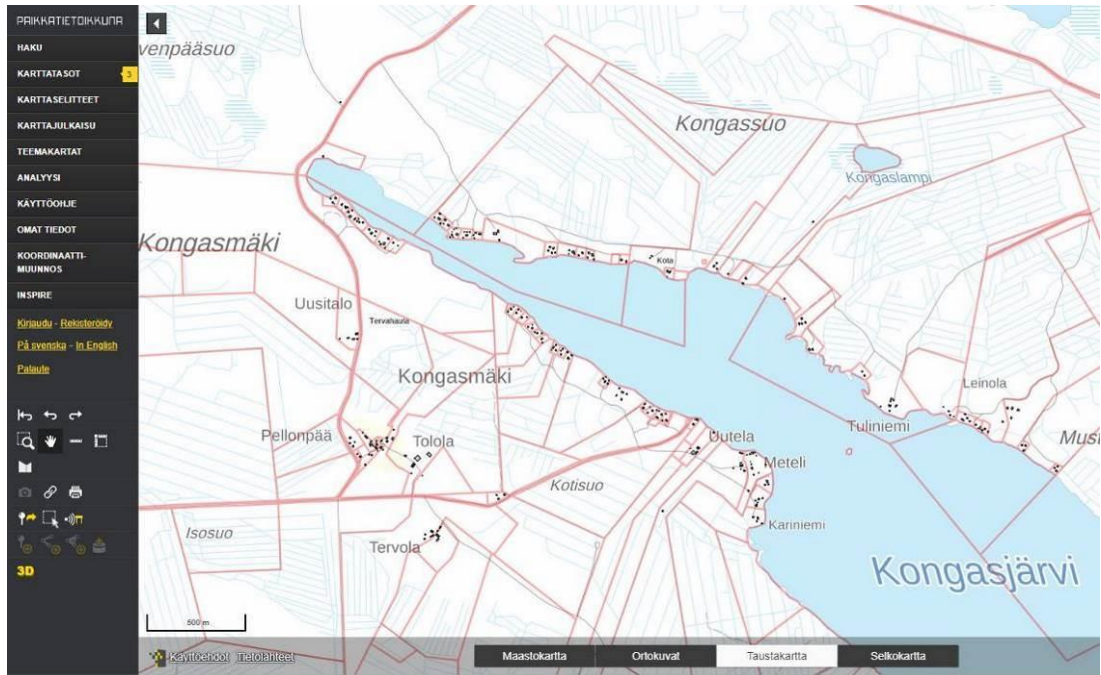 PAIKKATIETOIKKUNA
HAKU
KARTTATASOT
3
KARTTASELITTEET
KARTTAJULKAISU
TEEMAKARTAT
ANALYYSI
KÄYTTÖOHJE
OMAT TIEDOT
KOORDINAATTI-
MUUNNOS
INSPIRE
Kirjaudu - Rekisteröidy
På svenska - In English
Palaute
3D
venpääsuo
Kongassuo
Kongaslampi
Kongasmäki
Kota
Uusitalo
Tervahauta
Kongasmäki
Leinola
Pellonpää
Tolola
Uutela
Tuliniemi
Must
Meteli
Kotisuo
Isosuo
Kariniemi
Tervola
Kongasjärvi
500 m
Käyttöehdot Tietolähteet
Maastokartta
Ortokuvat
Taustakartta
Selkokartta